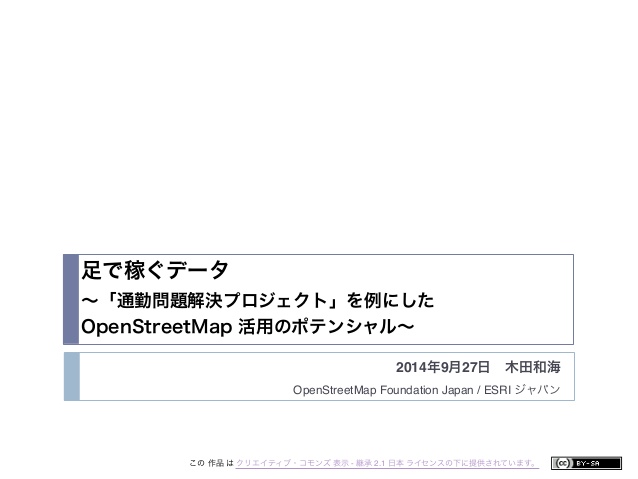 足で稼ぐデータ
～「通勤問題解決プロジェクト」を例にした
OpenStreetMap 活用のポテンシャル～
2014年9月27日　木田和海
OpenStreetMap Foundation Japan / ESRI ジャパン
この 作品 は クリエイティブ・コモンズ 表示 - 継承 2.1 日本 ライセンスの下に提供されています。
cc BY-SA